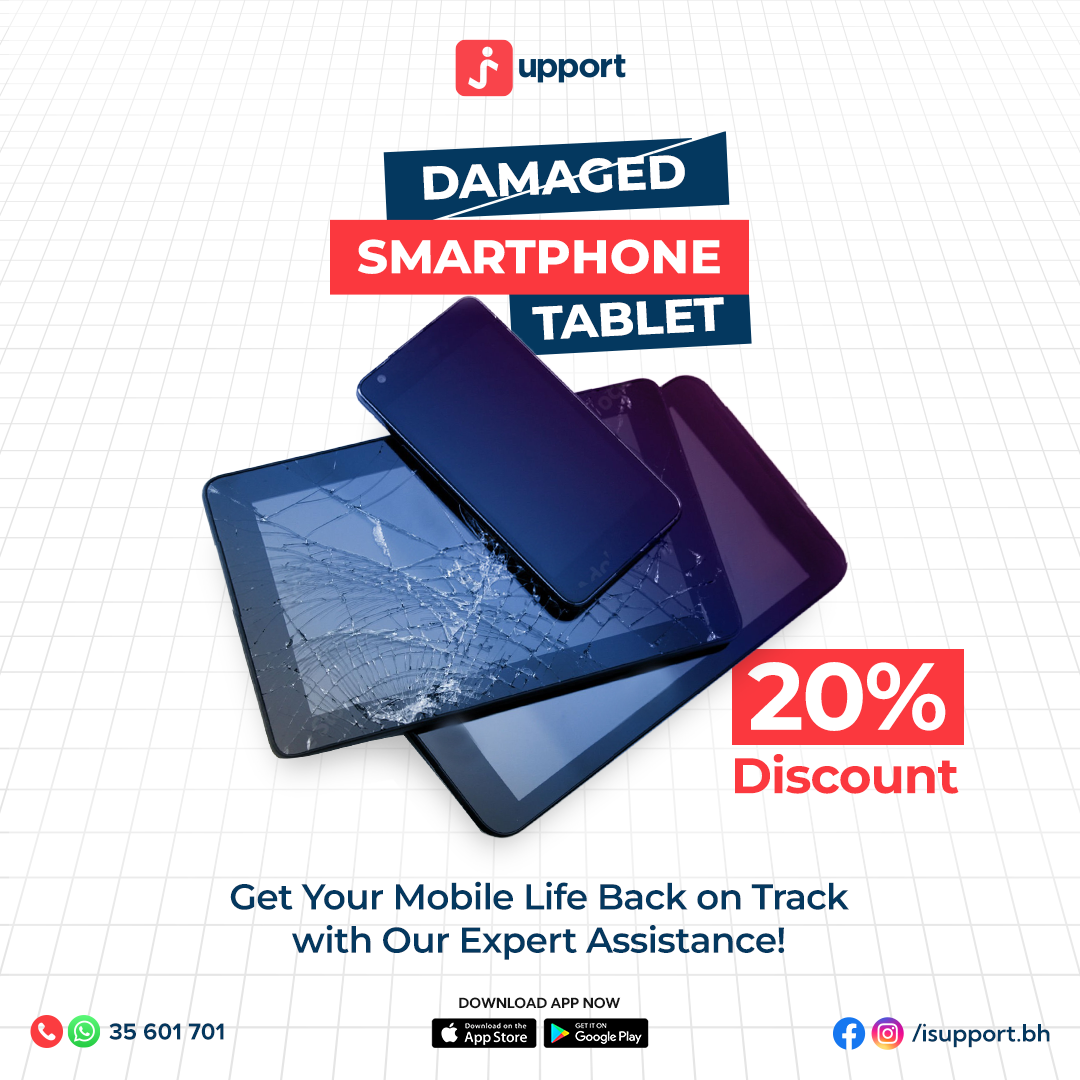 upport
DAMAGED
SMARTPHONE
TABLET
20%
Discount
Get Your Mobile Life Back on Track
with Our Expert Assistance!
DOWNLOAD APP NOW
35 601 701
Download on the
App Store
GET IT ON
Google Play
/isupport.bh